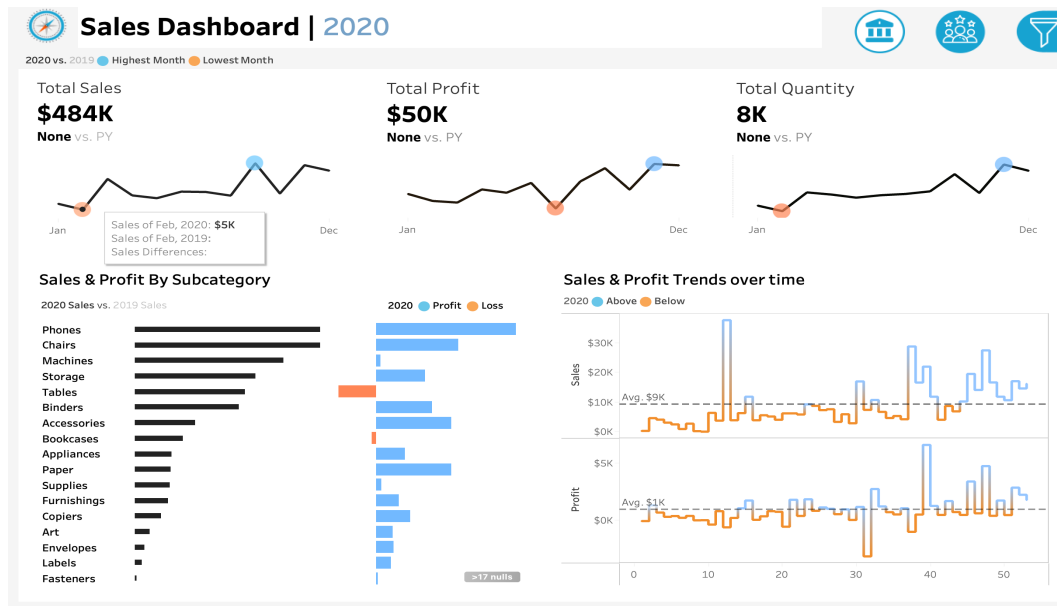 Sales Dashboard | 2020
2020 vs. 2019 Highest Month Lowest Month
Total Sales
$484K
None vs. PY
Jan
Dec
Sales of Feb, 2020: $5K
Sales of Feb, 2019:
Sales Differences:
Total Profit
$50K
None vs. PY
Jan
Dec
Total Quantity
8K
None vs. PY
Jan
Dec
Sales & Profit By Subcategory
2020 Sales vs. 2019 Sales
2020 Profit Loss
Phones
Chairs
Machines
Storage
Tables
Binders
Accessories
Bookcases
Appliances
Paper
Supplies
Furnishings
Copiers
Art
Envelopes
Labels
Fasteners
>17 nulls
Sales & Profit Trends over time
2020 Above Below
Sales
$30K
$20K
$10K
$0K
Avg. $9K
Profit
$5K
$0K
Avg. $1K
0 10 20 30 40 50